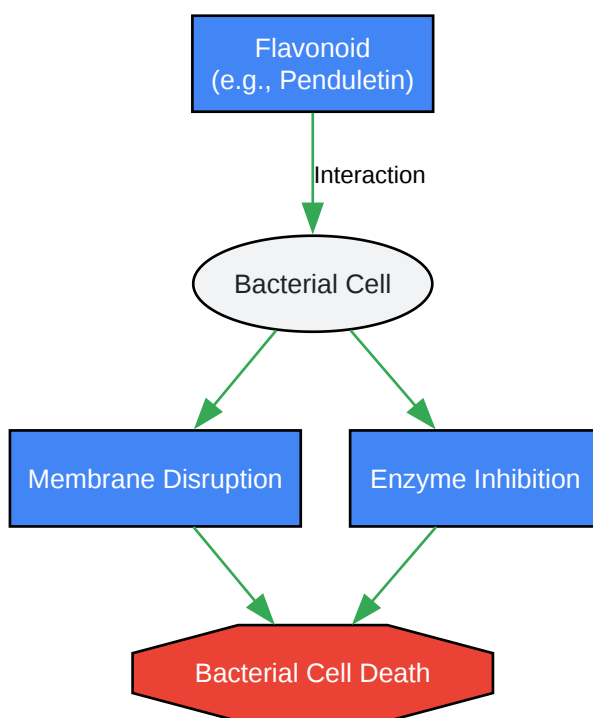 Flavonoid
(e.g., Penduletin)
Interaction
Bacterial Cell
Membrane Disruption
Enzyme Inhibition
Bacterial Cell Death